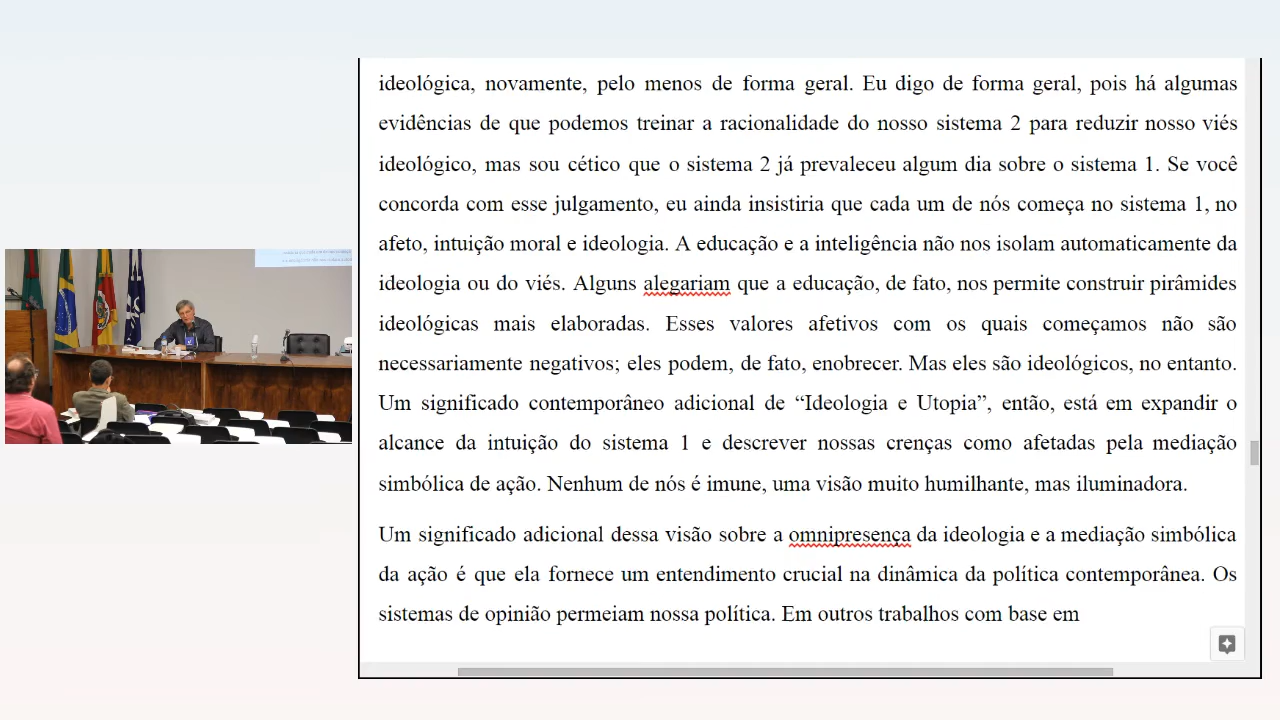 ideológica, novamente, pelo menos de forma geral. Eu digo de forma geral, pois há algumas
evidências de que podemos treinar a racionalidade do nosso sistema 2 para reduzir nosso viés
ideológico, mas sou cético que o sistema 2 já prevaleceu algum dia sobre o sistema 1. Se você
concorda com esse julgamento, eu ainda insistiria que cada um de nós começa no sistema 1, no
afeto, intuição moral e ideologia. A educação e a inteligência não nos isolam automaticamente da
ideologia ou do viés. Alguns alegariam que a educação, de fato, nos permite construir pirâmides
ideológicas mais elaboradas. Esses valores afetivos com os quais começamos não são
necessariamente negativos; eles podem, de fato, enobrecer. Mas eles são ideológicos, no entanto.
Um significado contemporâneo adicional de “Ideologia e Utopia”, então, está em expandir o
alcance da intuição do sistema 1 e descrever nossas crenças como afetadas pela mediação
simbólica de ação. Nenhum de nós é imune, uma visão muito humilhante, mas iluminadora.
Um significado adicional dessa visão sobre a omnipresença da ideologia e a mediação simbólica
da ação é que ela fornece um entendimento crucial na dinâmica da política contemporânea. Os
sistemas de opinião permeiam nossa política. Em outros trabalhos com base em